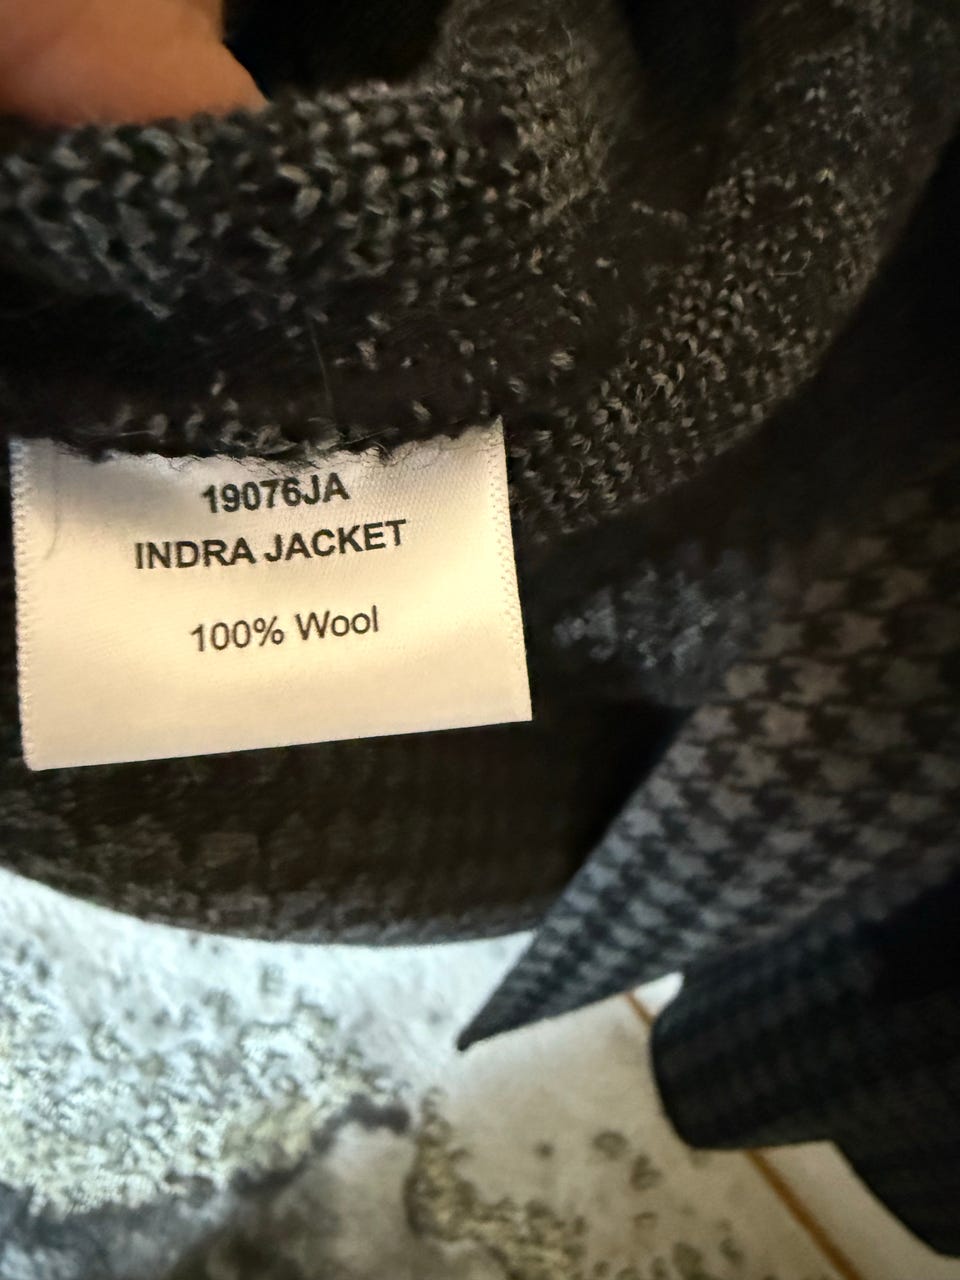 19076JA
INDRA JACKET
100% Wool